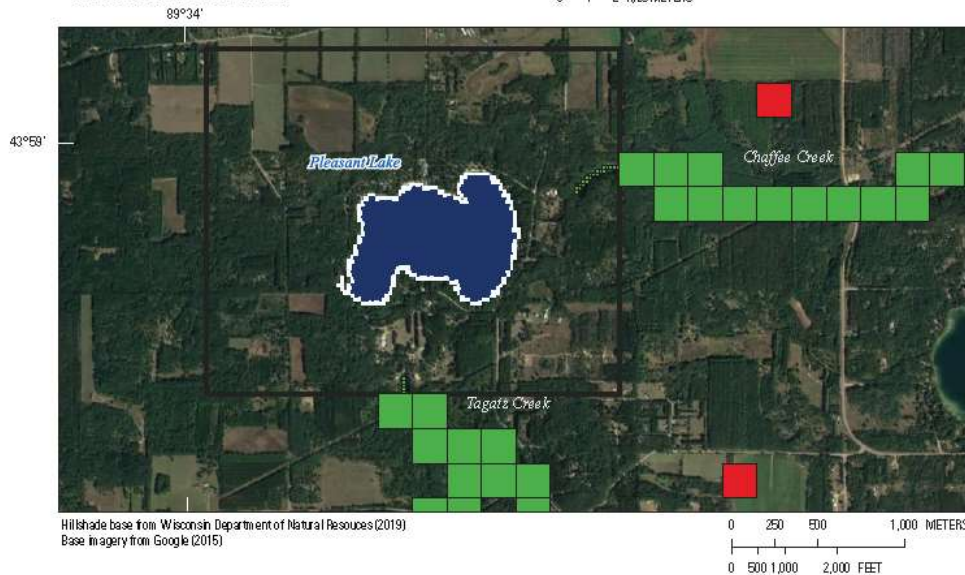 89°34'
43°59'
Pleasant Lake
Chaffee Creek
Tagatz Creek
Hillshade base from Wisconsin Department of Natural Resouces (2019)
Base imagery from Google (2015)
0 250 500 1,000 METERS
0 500 1,000 2,000 FEET